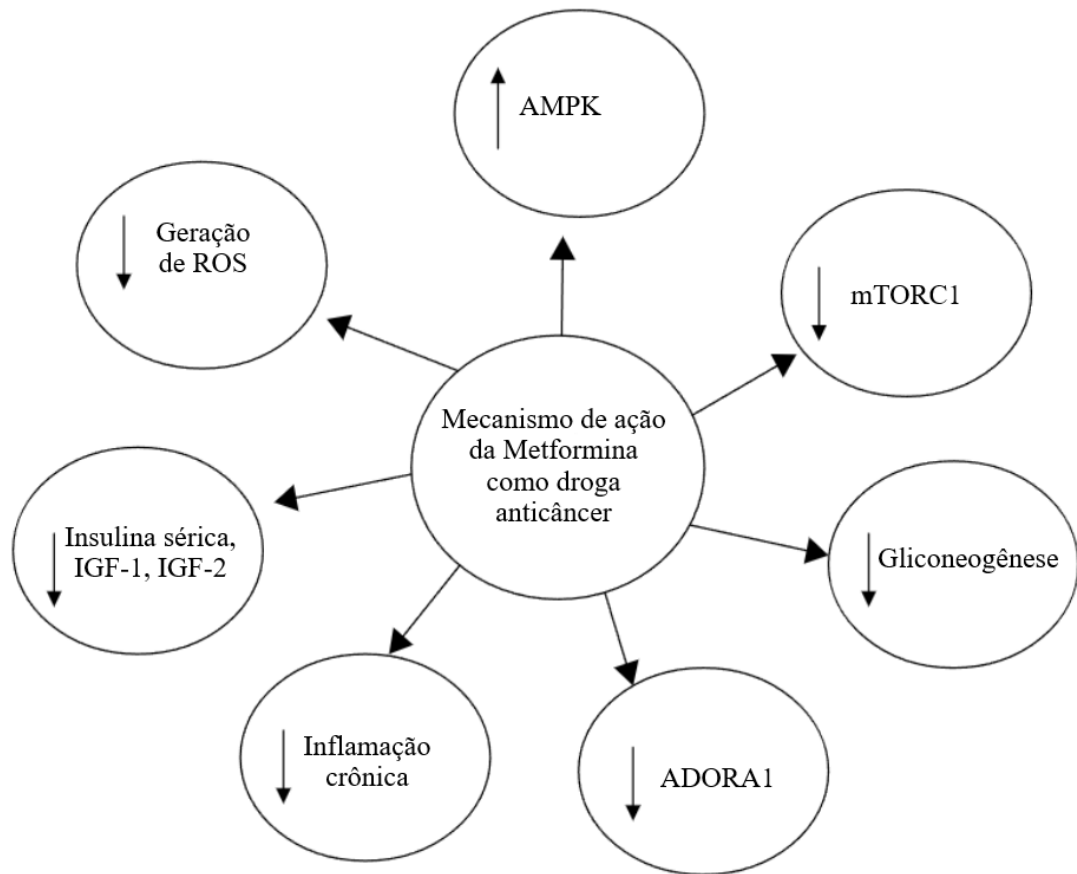 AMPK
Geração
de ROS
mTORC1
Mecanismo de ação
da Metformina
como droga
anticâncer
Insulina sérica,
IGF-1, IGF-2
Gliconeogênese
Inflamação
crônica
ADORA1